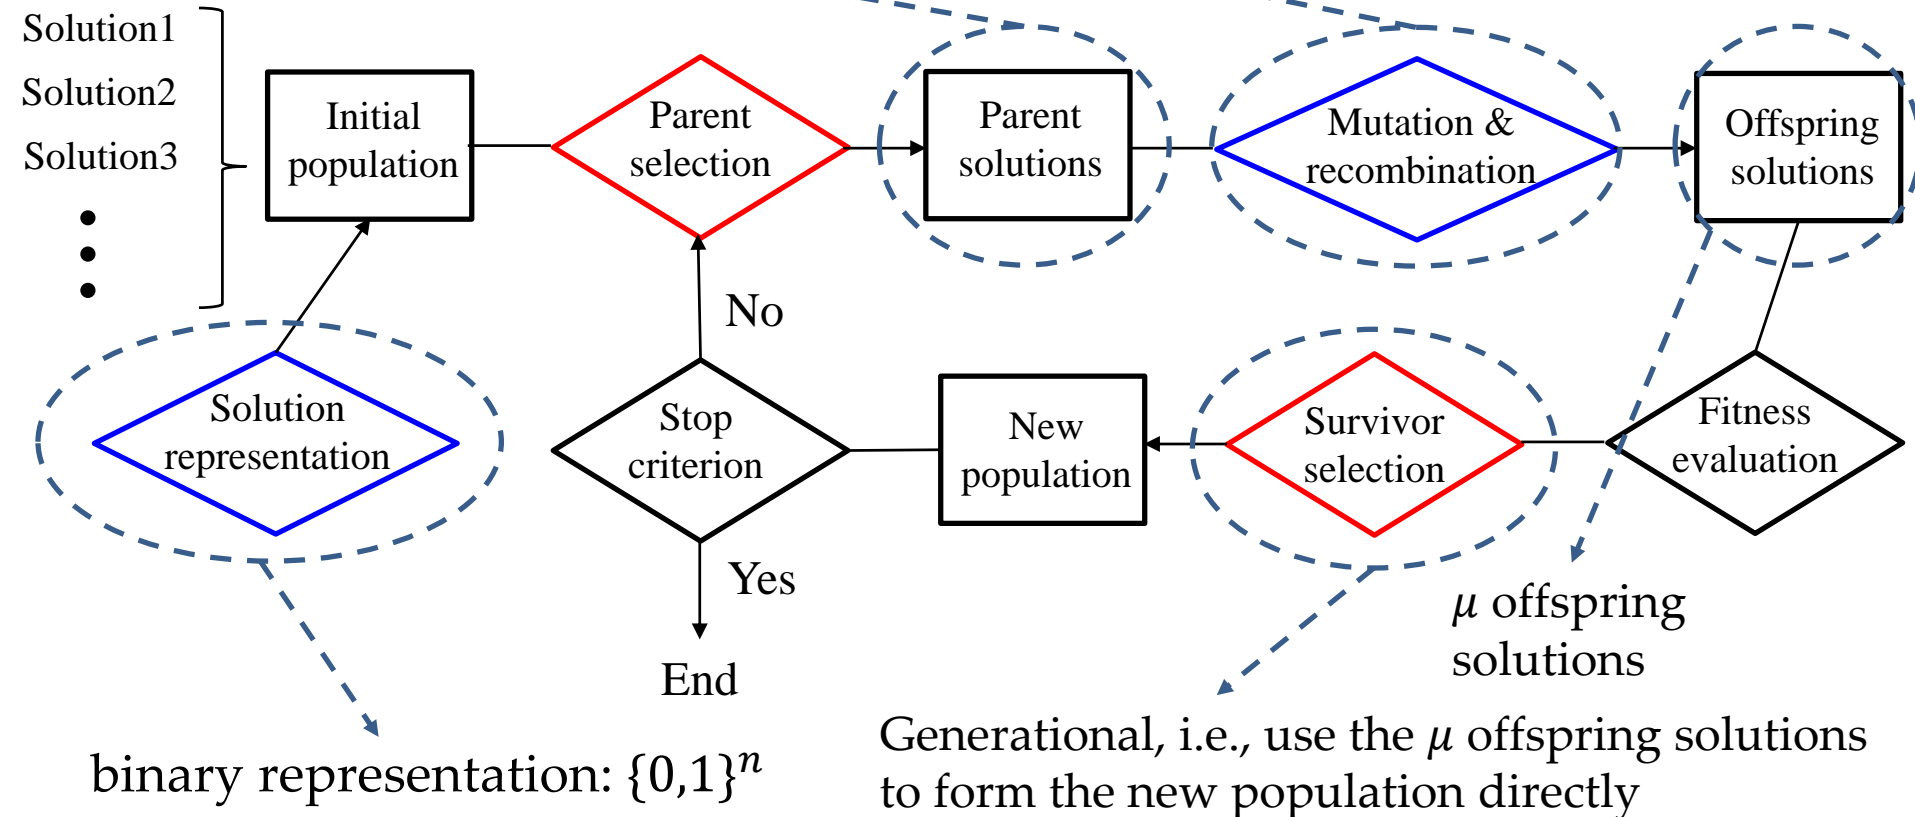 Solution1
Solution2
Solution3
Initial
population
Parent
selection
Parent
solutions
Mutation &
recombination
Offspring
solutions
No
Solution
representation
Stop
criterion
New
population
Survivor
selection
Fitness
evaluation
Yes
End
μ offspring
solutions
binary representation: {0,1}ⁿ
Generational, i.e., use the μ offspring solutions
to form the new population directly